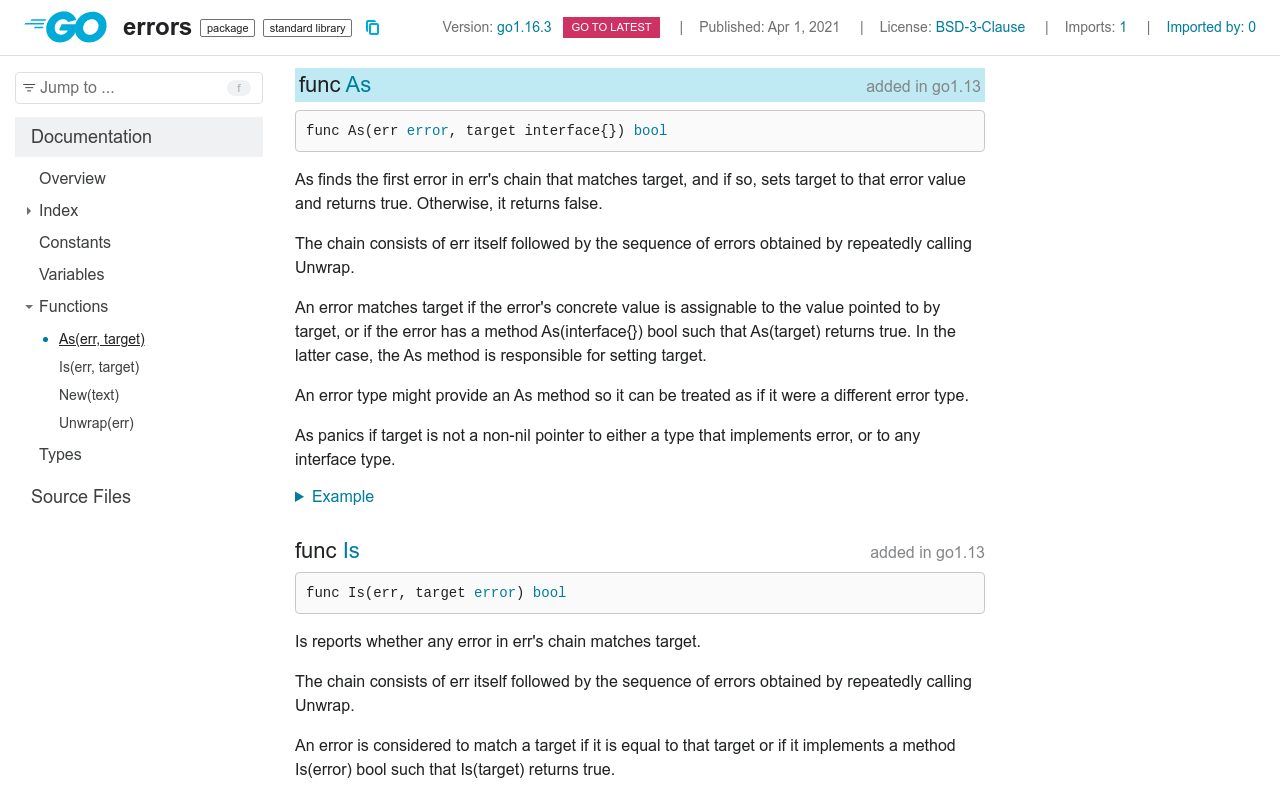 GO errors package standard library Version: go1.16.3 GO TO LATEST | Published: Apr 1, 2021 | License: BSD-3-Clause | Imports: 1 | Imported by: 0
Jump to ... f
Documentation
Overview
Index
Constants
Variables
Functions
As(err, target)
Is(err, target)
New(text)
Unwrap(err)
Types
Source Files
func As added in go1.13
func As(err error, target interface{}) bool
As finds the first error in err's chain that matches target, and if so, sets target to that error value
and returns true. Otherwise, it returns false.
The chain consists of err itself followed by the sequence of errors obtained by repeatedly calling
Unwrap.
An error matches target if the error's concrete value is assignable to the value pointed to by
target, or if the error has a method As(interface{}) bool such that As(target) returns true. In the
latter case, the As method is responsible for setting target.
An error type might provide an As method so it can be treated as if it were a different error type.
As panics if target is not a non-nil pointer to either a type that implements error, or to any
interface type.
Example
func Is added in go1.13
func Is(err, target error) bool
Is reports whether any error in err's chain matches target.
The chain consists of err itself followed by the sequence of errors obtained by repeatedly calling
Unwrap.
An error is considered to match a target if it is equal to that target or if it implements a method
Is(error) bool such that Is(target) returns true.